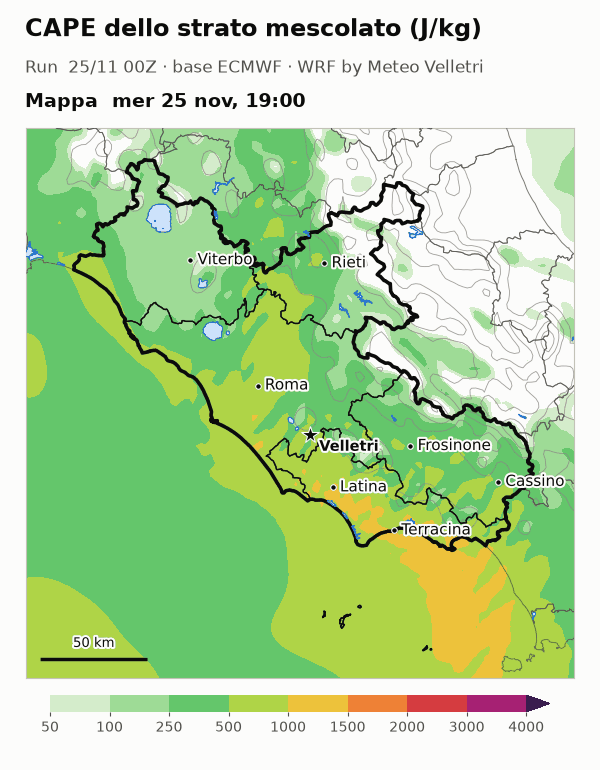 CAPE dello strato mescolato (J/kg)
Run 25/11 00Z · base ECMWF · WRF by Meteo Velletri
Mappa mer 25 nov, 19:00
Viterbo
Rieti
Roma
Velletri
Frosinone
Cassino
Latina
Terracina
50 km
50 100 250 500 1000 1500 2000 3000 4000